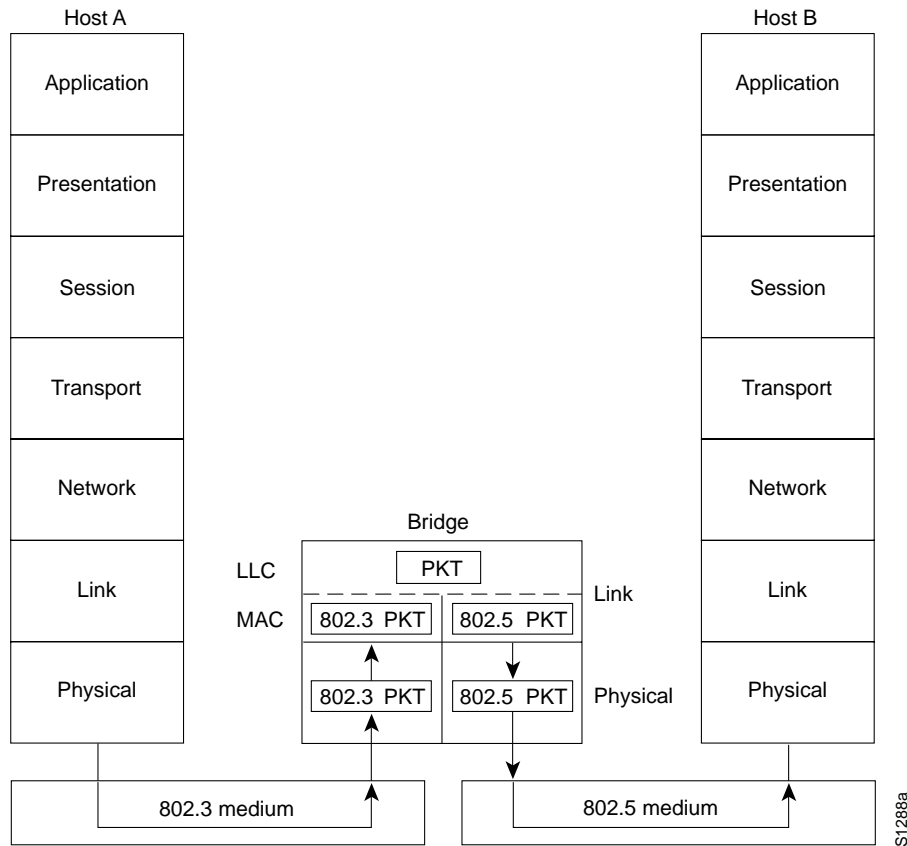 Host A
Application
Presentation
Session
Transport
Network
Link
Physical
Bridge
LLC
PKT
Link
MAC
802.3 PKT
802.5 PKT
802.3 PKT
802.5 PKT
Physical
Host B
Application
Presentation
Session
Transport
Network
Link
Physical
802.3 medium
802.5 medium
S1288a